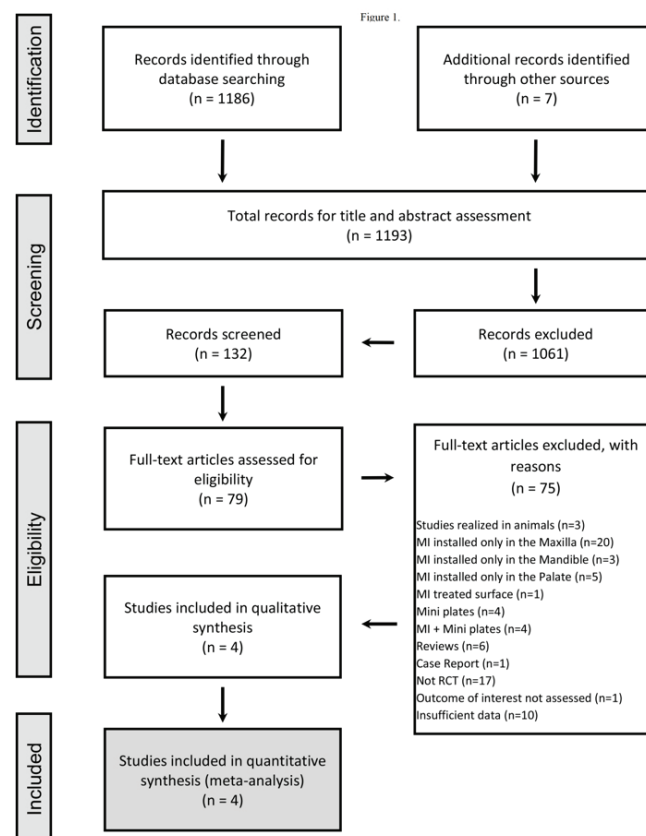 Figure 1.
Identification
Records identified through
database searching
(n = 1186)
Additional records identified
through other sources
(n = 7)
Screening
Total records for title and abstract assessment
(n = 1193)
Records screened
(n = 132)
Records excluded
(n = 1061)
Eligibility
Full-text articles assessed for
eligibility
(n = 79)
Full-text articles excluded, with
reasons
(n = 75)
Studies realized in animals (n=3)
MI installed only in the Maxilla (n=20)
MI installed only in the Mandible (n=3)
MI installed only in the Palate (n=5)
MI treated surface (n=1)
Mini plates (n=4)
MI + Mini plates (n=4)
Reviews (n=6)
Case Report (n=1)
Not RCT (n=17)
Outcome of interest not assessed (n=1)
Insufficient data (n=10)
Studies included in qualitative
synthesis
(n = 4)
Included
Studies included in quantitative
synthesis (meta-analysis)
(n = 4)